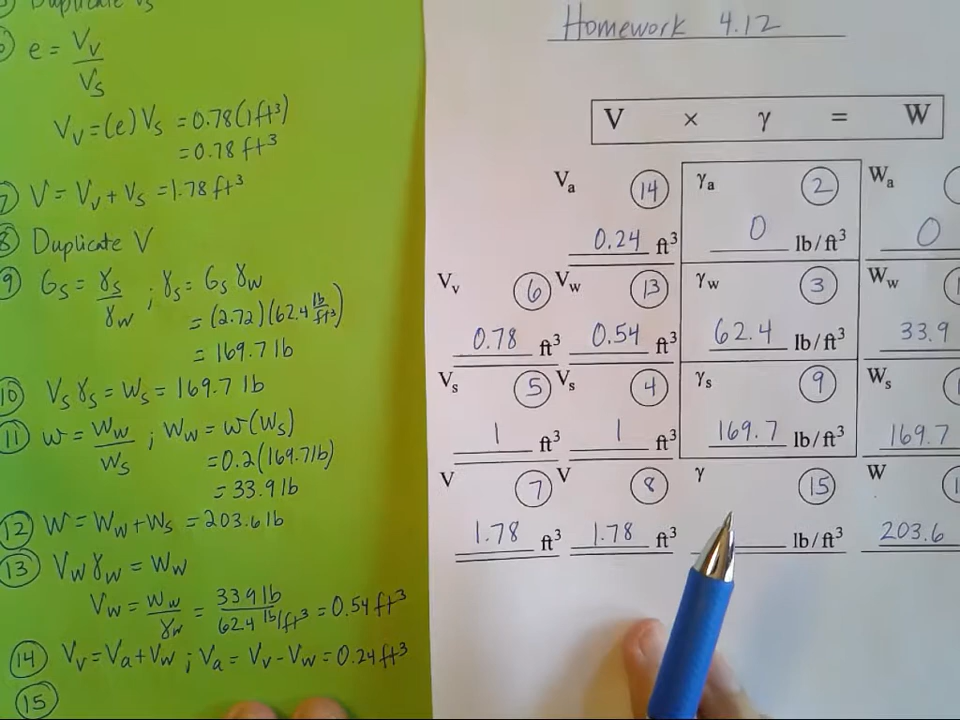 Duplicate Vs
e = Vv/Vs
Vv = (e) Vs = 0.78(1ft³)
= 0.78 ft³
7 V = Vv + Vs = 1.78 ft³
8 Duplicate V
9 Gs = γs/γw ; γs = Gs γw
= (2.72)(62.4 lb/ft³)
= 169.7 lb
10 Vs γs = Ws = 169.7 lb
11 w = Ww/Ws ; Ww = w(Ws)
= 0.2(169.7lb)
= 33.9 lb
12 W = Ww + Ws = 203.6 lb
13 Vw γw = Ww
Vw = Ww/γw = 33.9 lb/62.4 lb/ft³ = 0.54 ft³
14 Vv = Va + Vw ; Va = Vv - Vw = 0.24 ft³
15
Homework 4.12
V × γ = W
Va 14 γa 2 Wa
0.24 ft³ 0 lb/ft³ 0
Vv 6 Vw 13 γw 3 Ww
0.78 ft³ 0.54 ft³ 62.4 lb/ft³ 33.9
Vs 5 Vs 4 γs 9 Ws
1 ft³ 1 ft³ 169.7 lb/ft³ 169.7
V 7 V 8 γ 15 W
1.78 ft³ 1.78 ft³ lb/ft³ 203.6